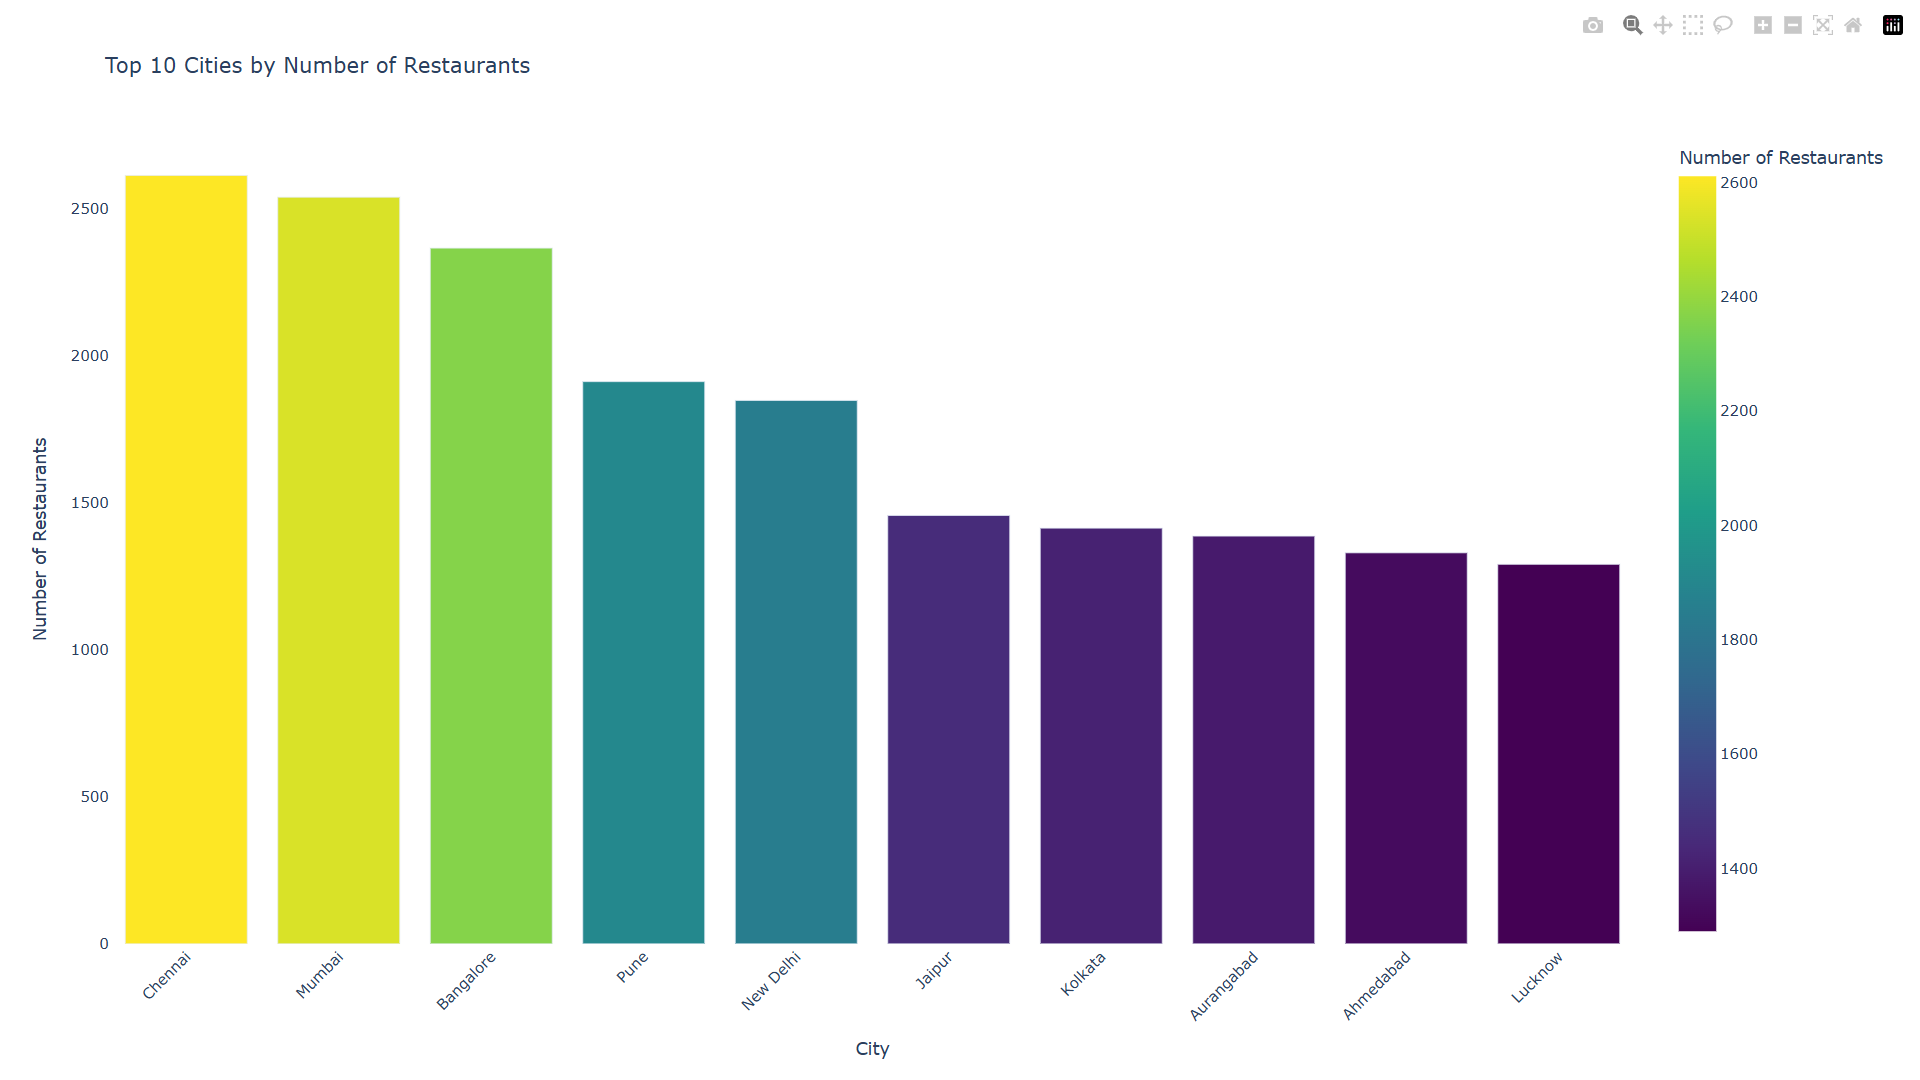 Top 10 Cities by Number of Restaurants
Number of Restaurants
2500
2000
1500
1000
500
0
Chennai
Mumbai
Bangalore
Pune
New Delhi
Jaipur
Kolkata
Aurangabad
Ahmedabad
Lucknow
City
Number of Restaurants
2600
2400
2200
2000
1800
1600
1400